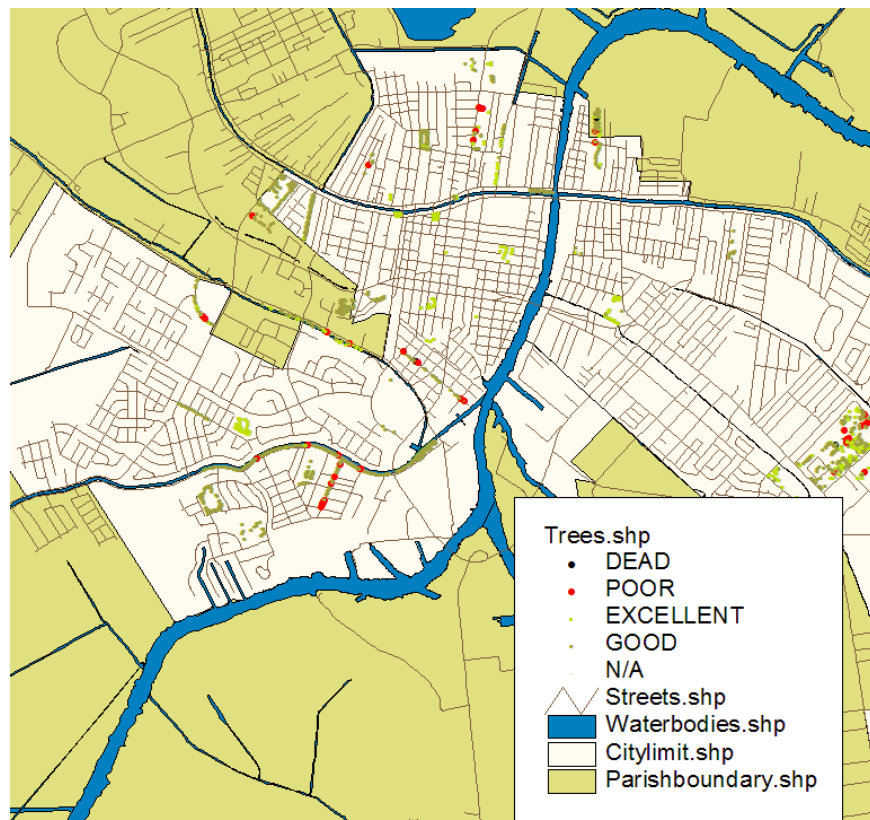 Trees.shp
DEAD
POOR
EXCELLENT
GOOD
N/A
Streets.shp
Waterbodies.shp
Citylimit.shp
Parishboundary.shp